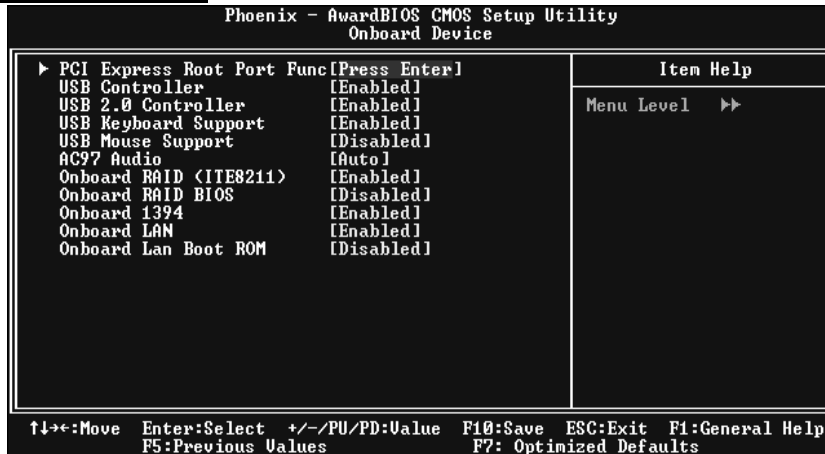 Phoenix - AwardBIOS CMOS Setup Utility
Onboard Device
▶ PCI Express Root Port Func[Press Enter]
USB Controller [Enabled]
USB 2.0 Controller [Enabled]
USB Keyboard Support [Enabled]
USB Mouse Support [Disabled]
AC97 Audio [Auto]
Onboard RAID (ITE8211) [Enabled]
Onboard RAID BIOS [Disabled]
Onboard 1394 [Enabled]
Onboard LAN [Enabled]
Onboard Lan Boot ROM [Disabled]
Item Help
Menu Level ▶▶
↑↓→←:Move Enter:Select +/-/PU/PD:Value F10:Save ESC:Exit F1:General Help
F5:Previous Values F7: Optimized Defaults